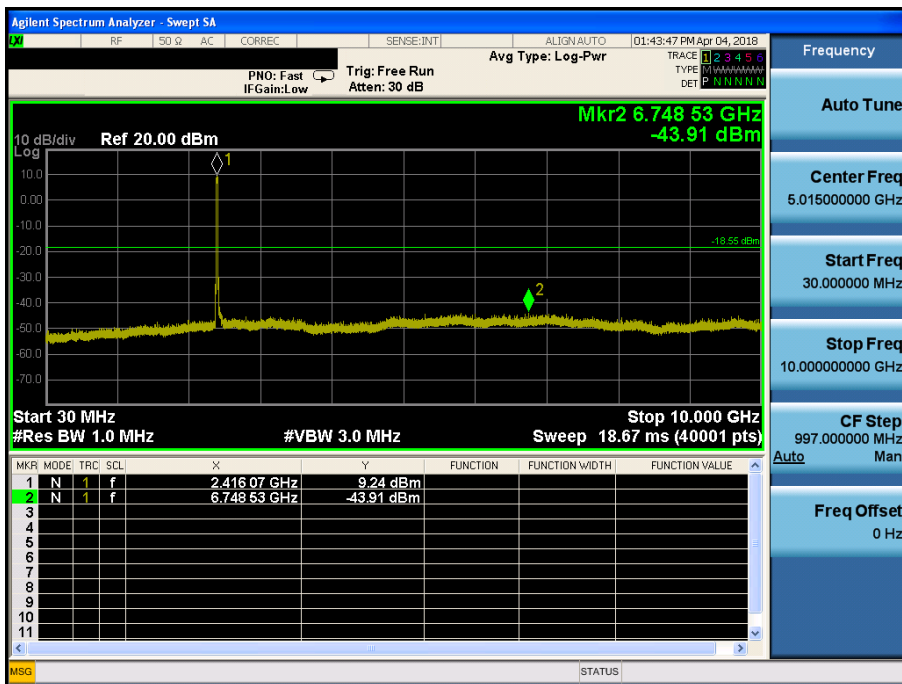 Agilent Spectrum Analyzer - Swept SA
LXI RF 50 Ω AC CORREC SENSE:INT ALIGNAUTO 01:43:47 PM Apr 04, 2018
PNO: Fast
IFGain:Low
Trig: Free Run
Atten: 30 dB
Avg Type: Log-Pwr
TRACE 1 2 3 4 5 6
TYPE M
DET P N N N N N
Mkr2 6.748 53 GHz
-43.91 dBm
10 dB/div Ref 20.00 dBm
Log
1
10.0
0.00
-10.0
-18.55 dBm
-20.0
-30.0
2
-40.0
-50.0
-60.0
-70.0
Start 30 MHz Stop 10.000 GHz
#Res BW 1.0 MHz #VBW 3.0 MHz Sweep 18.67 ms (40001 pts)
MKR MODE TRC SCL X Y FUNCTION FUNCTION WIDTH FUNCTION VALUE
1 N 1 f 2.416 07 GHz 9.24 dBm
2 N 1 f 6.748 53 GHz -43.91 dBm
3
4
5
6
7
8
9
10
11
MSG STATUS
Frequency
Auto Tune
Center Freq
5.015000000 GHz
Start Freq
30.000000 MHz
Stop Freq
10.000000000 GHz
CF Step
997.000000 MHz
Auto Man
Freq Offset
0 Hz